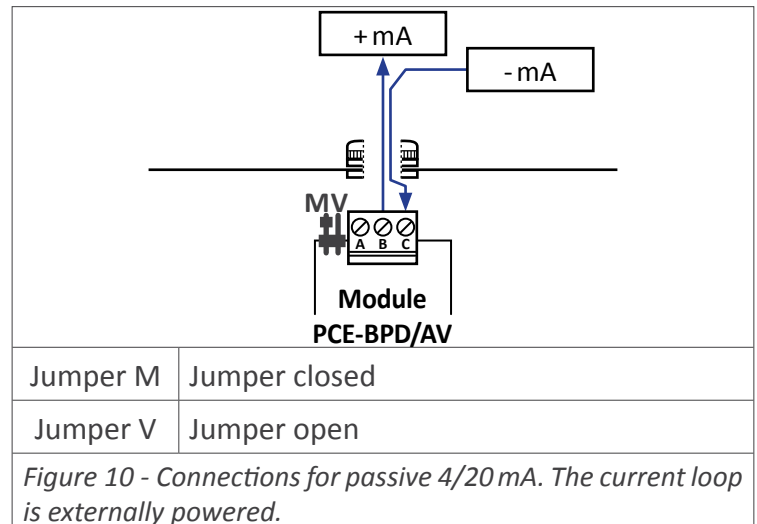 + mA
- mA
MV
A B C
Module
PCE-BPD/AV
Jumper M Jumper closed
Jumper V Jumper open
Figure 10 - Connections for passive 4/20 mA. The current loop
is externally powered.